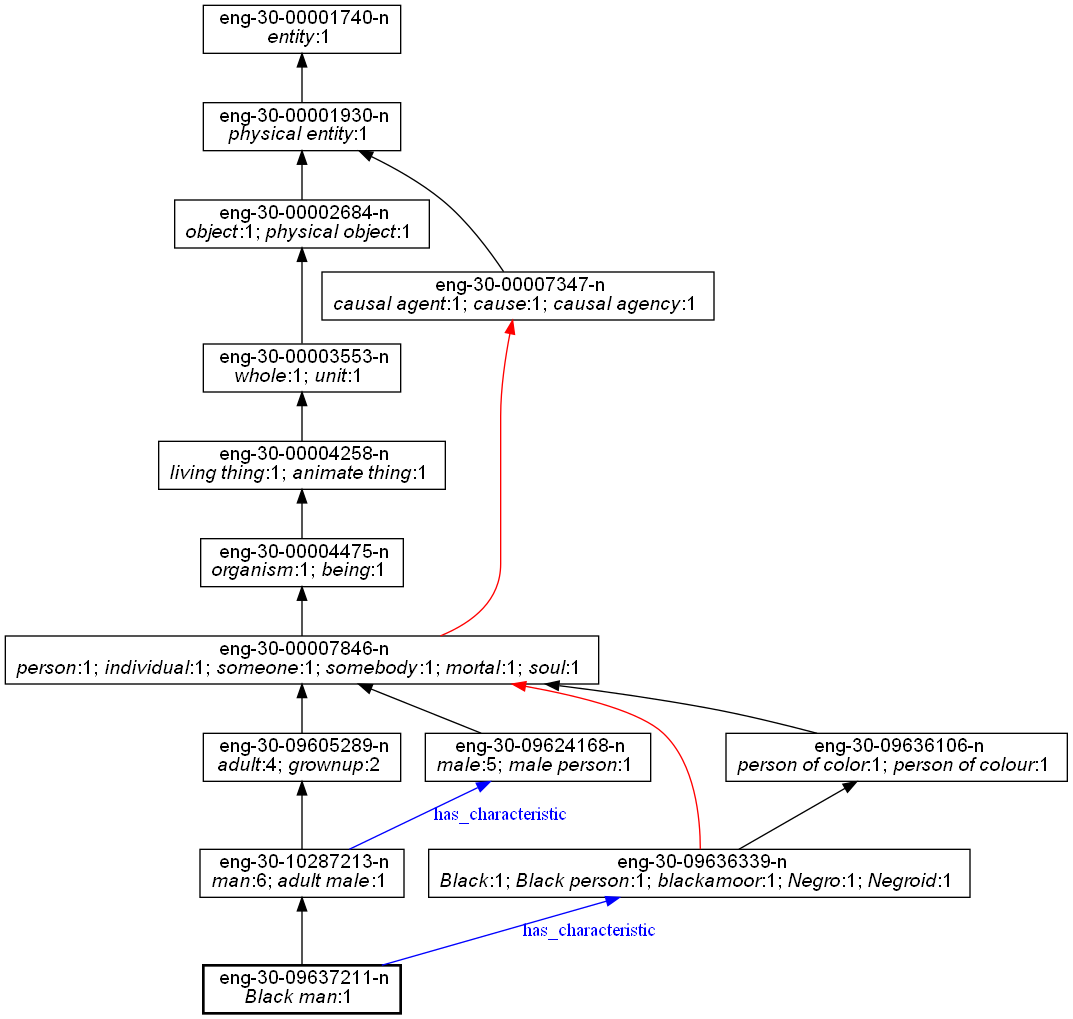 eng-30-00001740-n
entity:1
eng-30-00001930-n
physical entity:1
eng-30-00002684-n
object:1; physical object:1
eng-30-00007347-n
causal agent:1; cause:1; causal agency:1
eng-30-00003553-n
whole:1; unit:1
eng-30-00004258-n
living thing:1; animate thing:1
eng-30-00004475-n
organism:1; being:1
eng-30-00007846-n
person:1; individual:1; someone:1; somebody:1; mortal:1; soul:1
eng-30-09605289-n
adult:4; grownup:2
eng-30-09624168-n
male:5; male person:1
eng-30-09636106-n
person of color:1; person of colour:1
has_characteristic
eng-30-10287213-n
man:6; adult male:1
eng-30-09636339-n
Black:1; Black person:1; blackamoor:1; Negro:1; Negroid:1
has_characteristic
eng-30-09637211-n
Black man:1